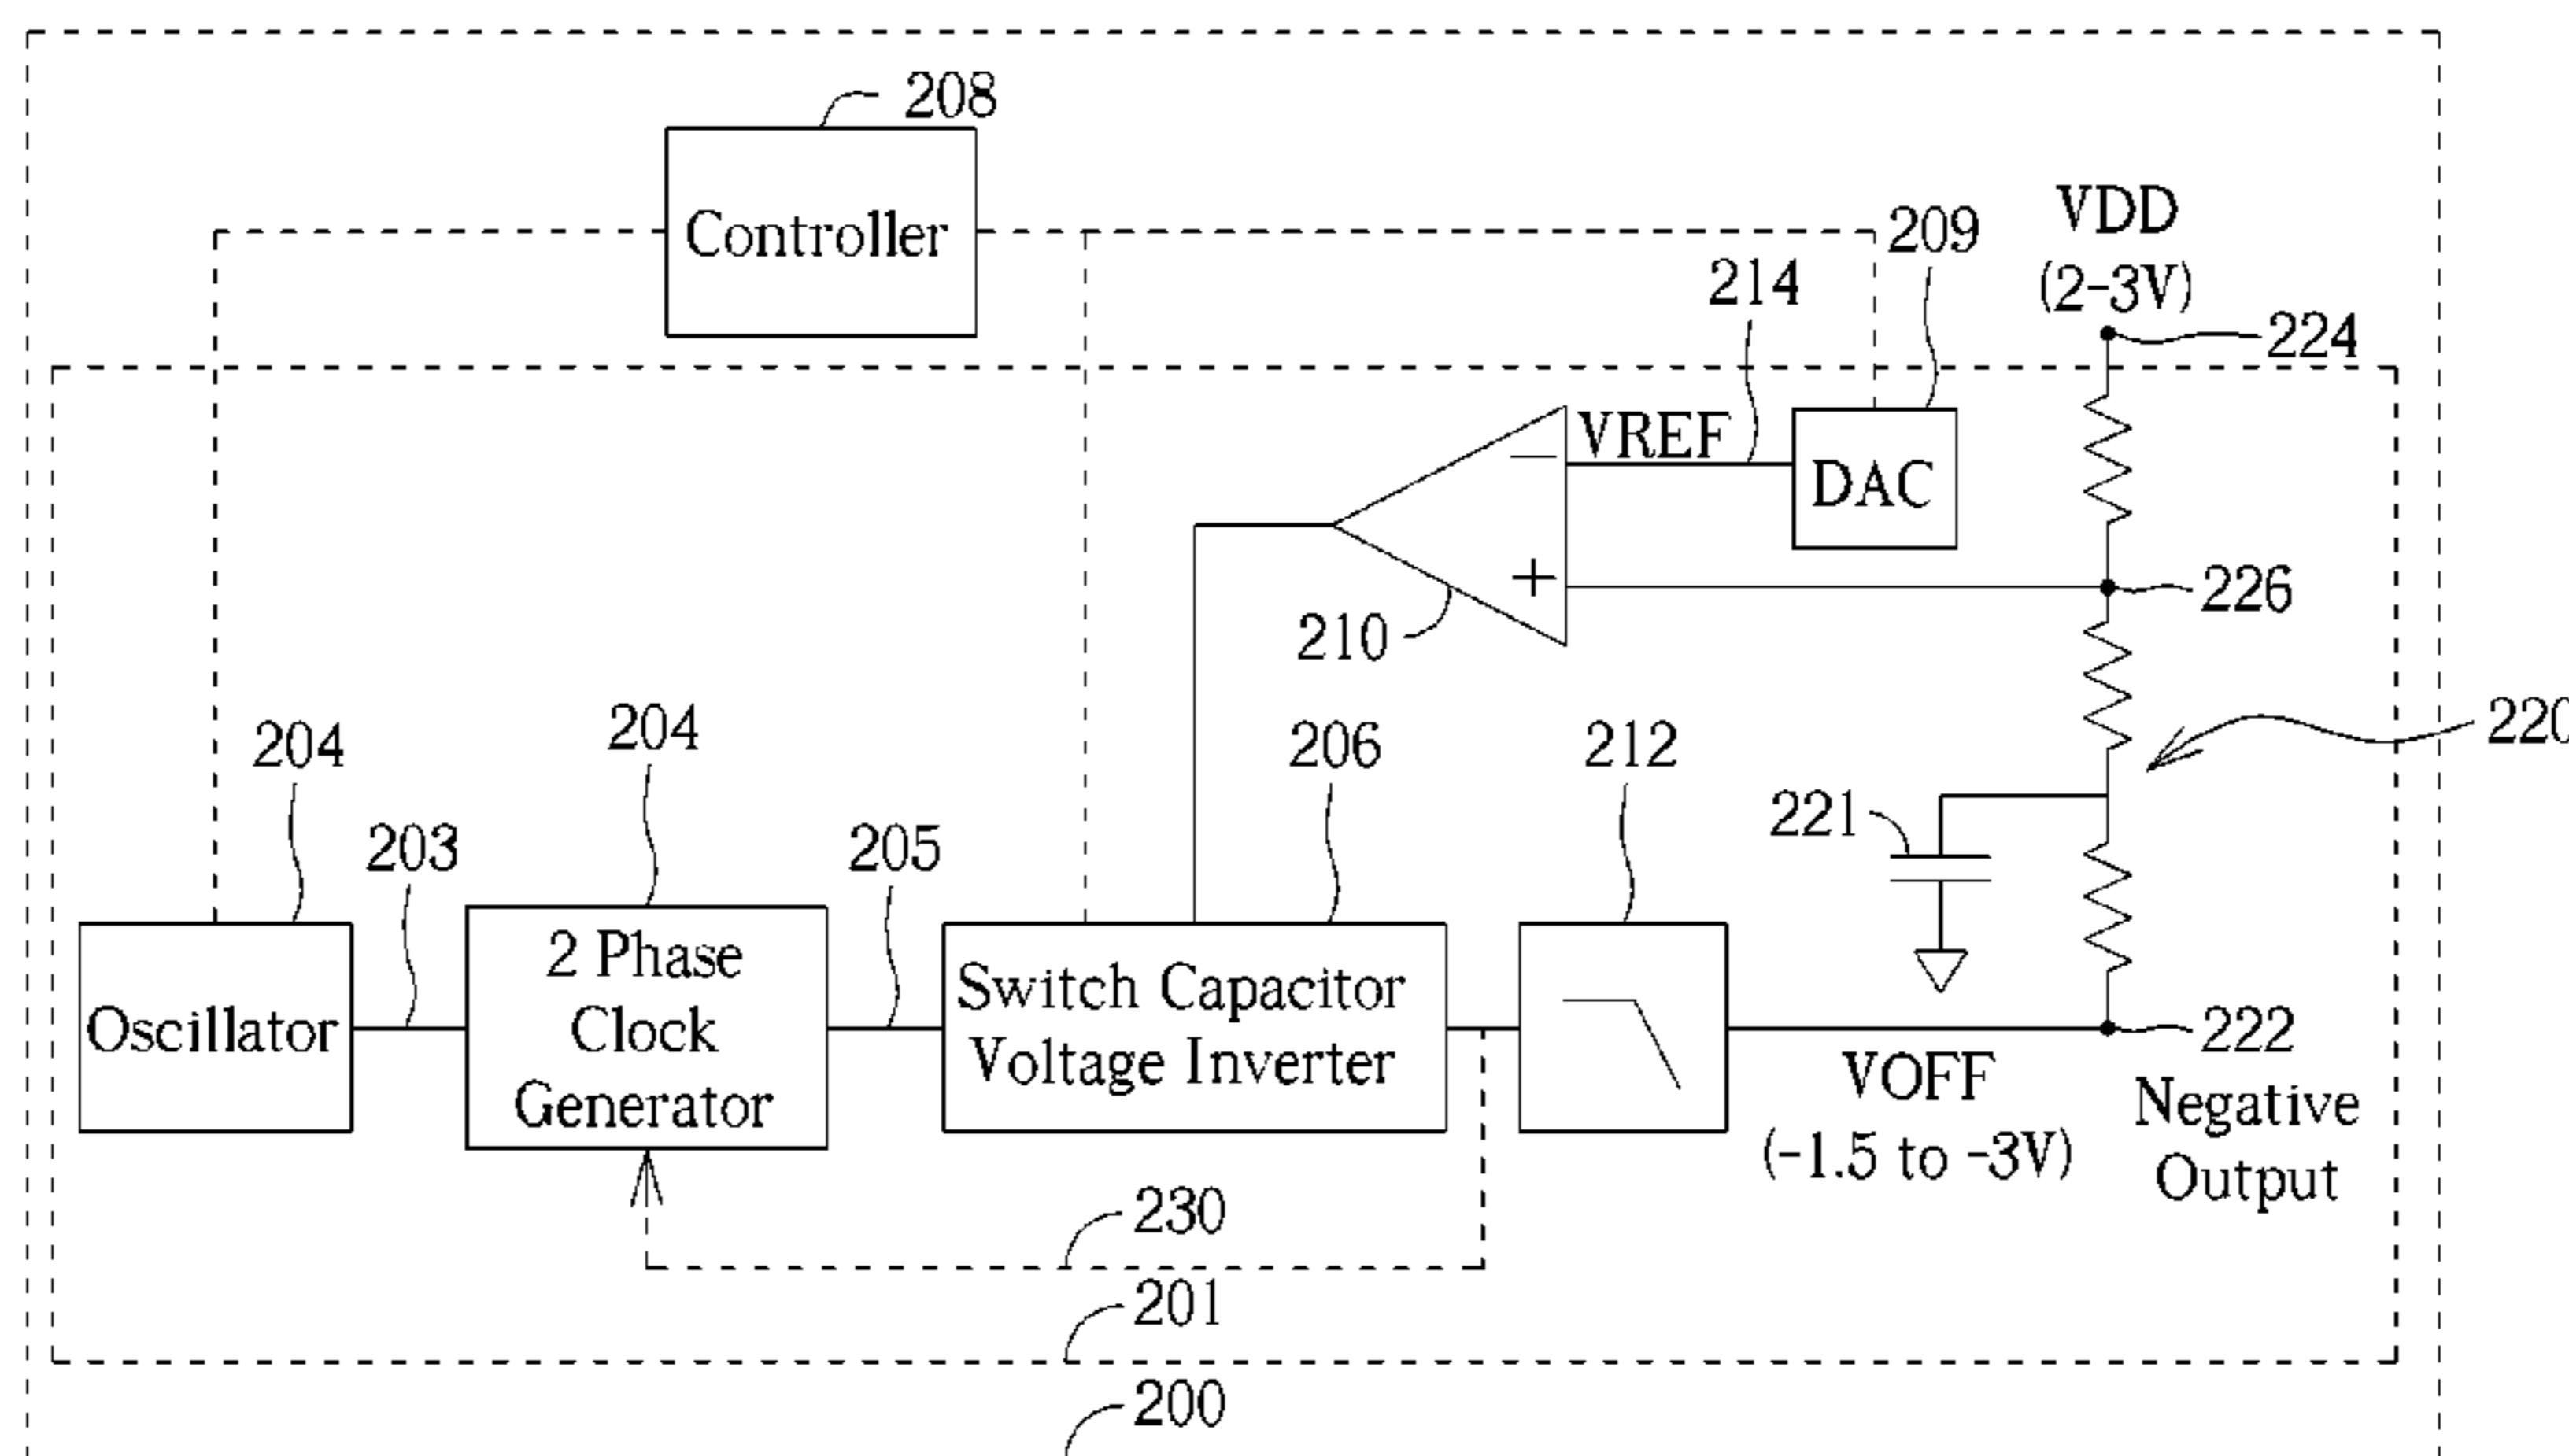 208
Controller
VDD
(2-3V)
209
214
224
VREF
DAC
226
210
220
204
204
206
212
203
205
221
Oscillator
2 Phase
Clock
Generator
Switch Capacitor
Voltage Inverter
222
VOFF
(-1.5 to -3V)
Negative
Output
230
201
200